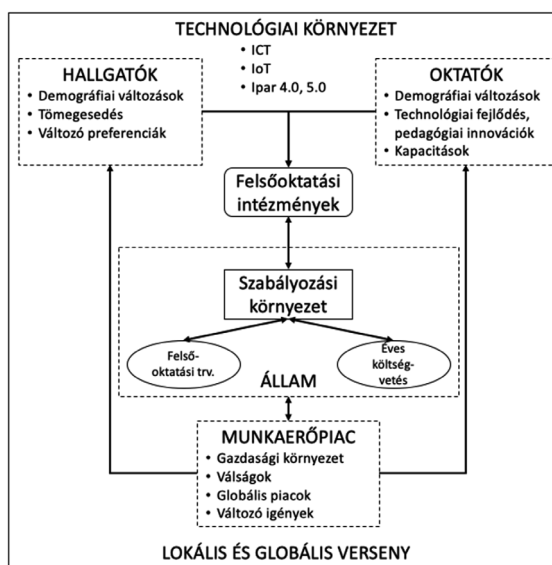 TECHNOLÓGIAI KÖRNYEZET
• ICT
• IoT
• Ipar 4.0, 5.0
HALLGATÓK
• Demográfiai változások
• Tömegesedés
• Változó preferenciák
OKTATÓK
• Demográfiai változások
• Technológiai fejlődés,
pedagógiai innovációk
• Kapacitások
Felsőoktatási
intézmények
Szabályozási
környezet
Felső-
oktatási trv.
Éves
költség-
vetés
ÁLLAM
MUNKAERŐPIAC
• Gazdasági környezet
• Válságok
• Globális piacok
• Változó igények
LOKÁLIS ÉS GLOBÁLIS VERSENY